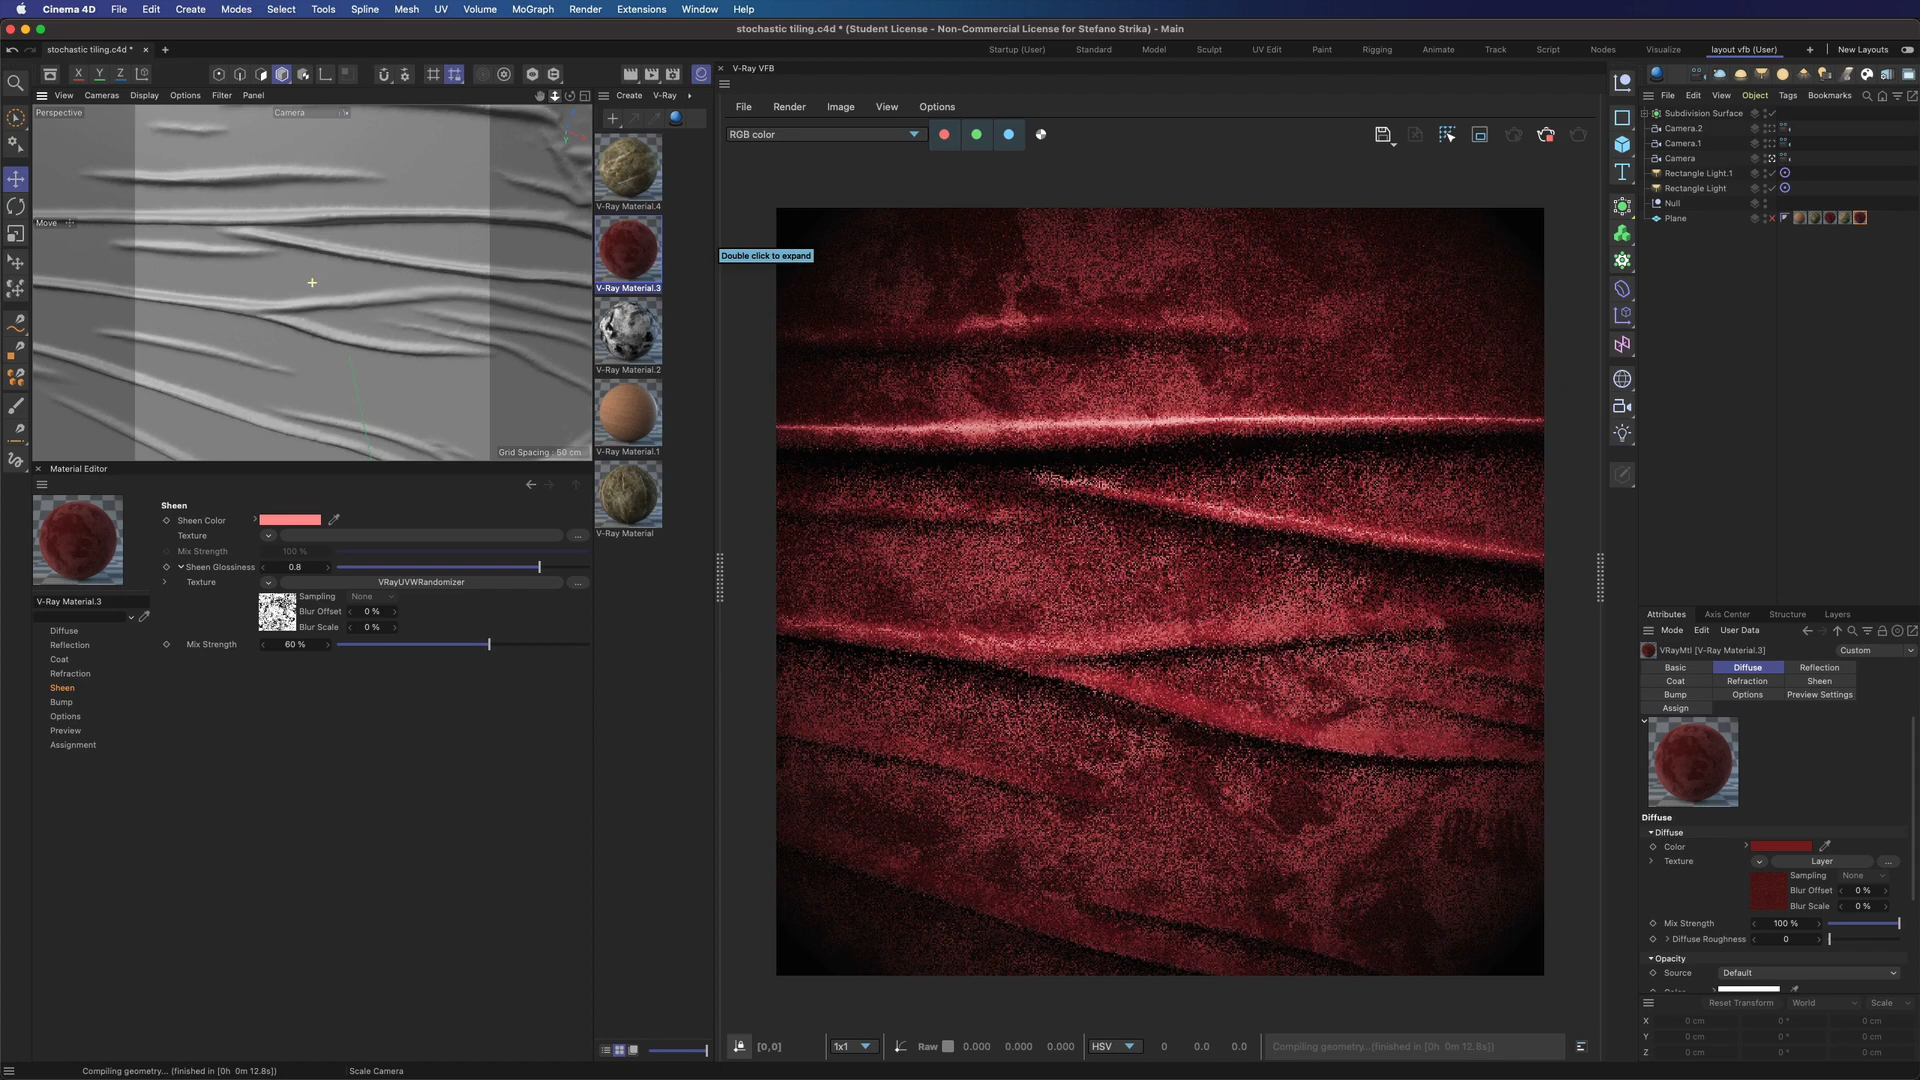 Cinema 4D File Edit Create Modes Select Tools Spline Mesh UV Volume MoGraph Render Extensions Window Help
stochastic tiling.c4d * (Student License - Non-Commercial License for Stefano Strika) - Main
stochastic tiling.c4d * Startup (User) Standard Model Sculpt UV Edit Paint Rigging Animate Track Script Nodes Visualize layout vfb (User) New Layouts
V-Ray VFB
X Y Z
View Cameras Display Options Filter Panel
Create V-Ray
File Render Image View Options
RGB color
File Edit View Object Tags Bookmarks
Perspective
Camera
Move
Grid Spacing : 50 cm
V-Ray Material.4
V-Ray Material.3
V-Ray Material.2
V-Ray Material.1
V-Ray Material
Double click to expand
Subdivision Surface
Camera.2
Camera.1
Camera
Rectangle Light.1
Rectangle Light
Null
Plane
Material Editor
Sheen
Sheen Color
Texture
Mix Strength 100 %
Sheen Glossiness 0.8
Texture VRayUVWRandomizer
Sampling None
Blur Offset 0 %
Blur Scale 0 %
Mix Strength 60 %
V-Ray Material.3
Diffuse
Reflection
Coat
Refraction
Sheen
Bump
Options
Preview
Assignment
Attributes Axis Center Structure Layers
Mode Edit User Data
VRayMtl [V-Ray Material.3] Custom
Basic Diffuse Reflection
Coat Refraction Sheen
Bump Options Preview Settings
Assign
Diffuse
Diffuse
Color
Texture Layer
Sampling None
Blur Offset 0 %
Blur Scale 0 %
Mix Strength 100 %
Diffuse Roughness 0
Opacity
Source Default
Reset Transform World Scale
X 0 cm 0 ° 0 cm
Y 0 cm 0 ° 0 cm
Z 0 cm 0 ° 0 cm
[0,0] 1x1 Raw 0.000 0.000 0.000 HSV 0 0.0 0.0 Compiling geometry...(finished in [0h 0m 12.8s])
Compiling geometry... (finished in [0h 0m 12.8s) Scale Camera